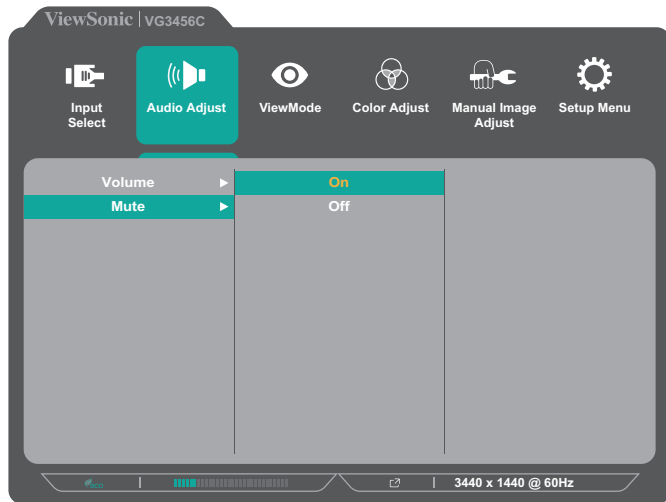 ViewSonic VG3456C
Input Select
Audio Adjust
ViewMode
Color Adjust
Manual Image Adjust
Setup Menu
Volume
On
Mute
Off
eco
3440 x 1440 @ 60Hz